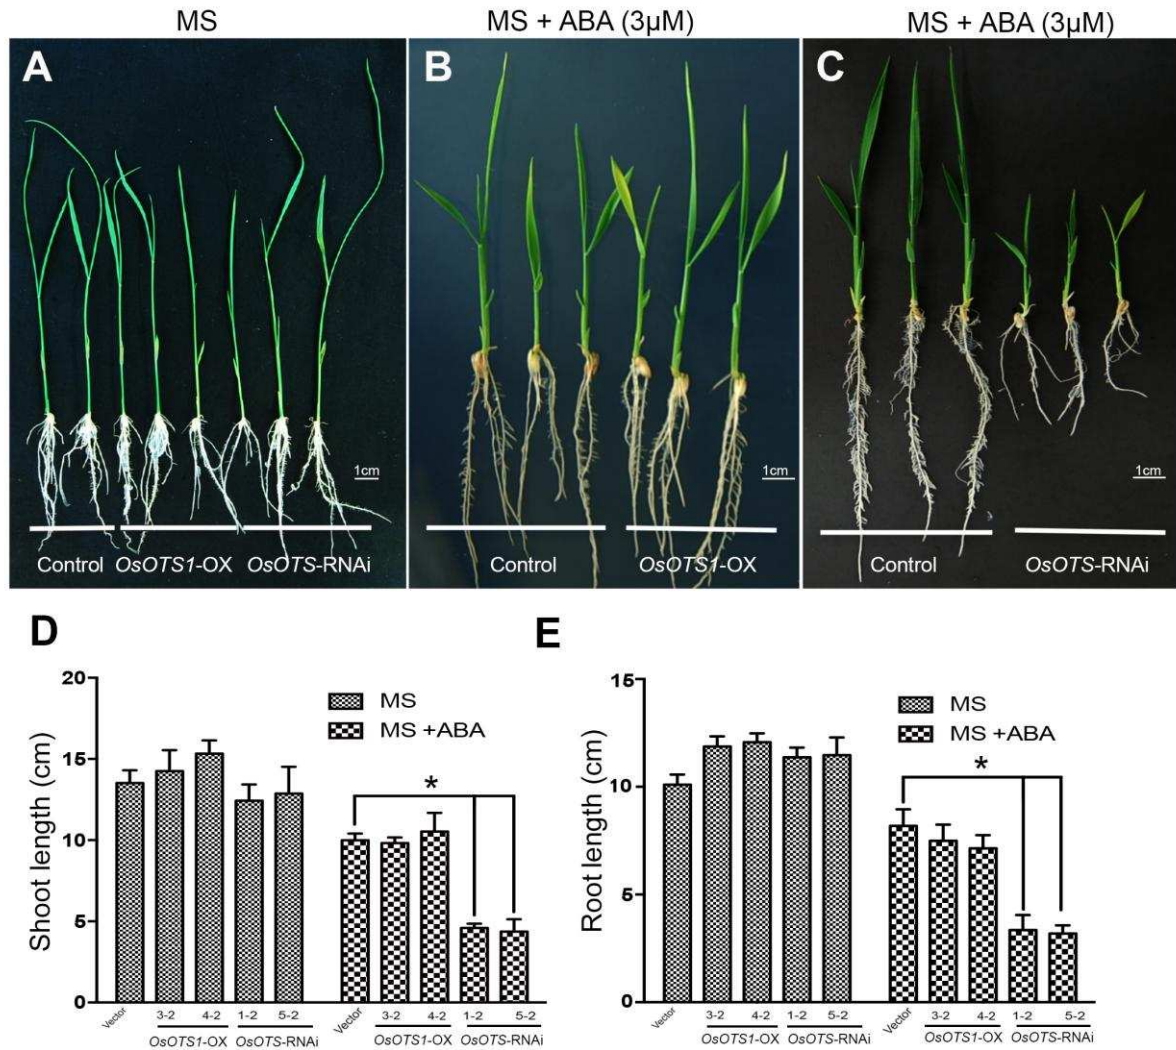 MS
MS + ABA (3µM)
MS + ABA (3µM)
A
B
C
1cm
1cm
1cm
Control
OsOTS1-OX
OsOTS-RNAi
Control
OsOTS1-OX
Control
OsOTS-RNAi
D
E
20
15
10
5
0
Shoot length (cm)
MS
MS +ABA
*
Vector
3-2
4-2
1-2
5-2
Vector
3-2
4-2
1-2
5-2
OsOTS1-OX
OsOTS-RNAi
OsOTS1-OX
OsOTS-RNAi
15
10
5
0
Root length (cm)
MS
MS +ABA
*
Vector
3-2
4-2
1-2
5-2
Vector
3-2
4-2
1-2
5-2
OsOTS1-OX
OsOTS-RNAi
OsOTS1-OX
OsOTS-RNAi